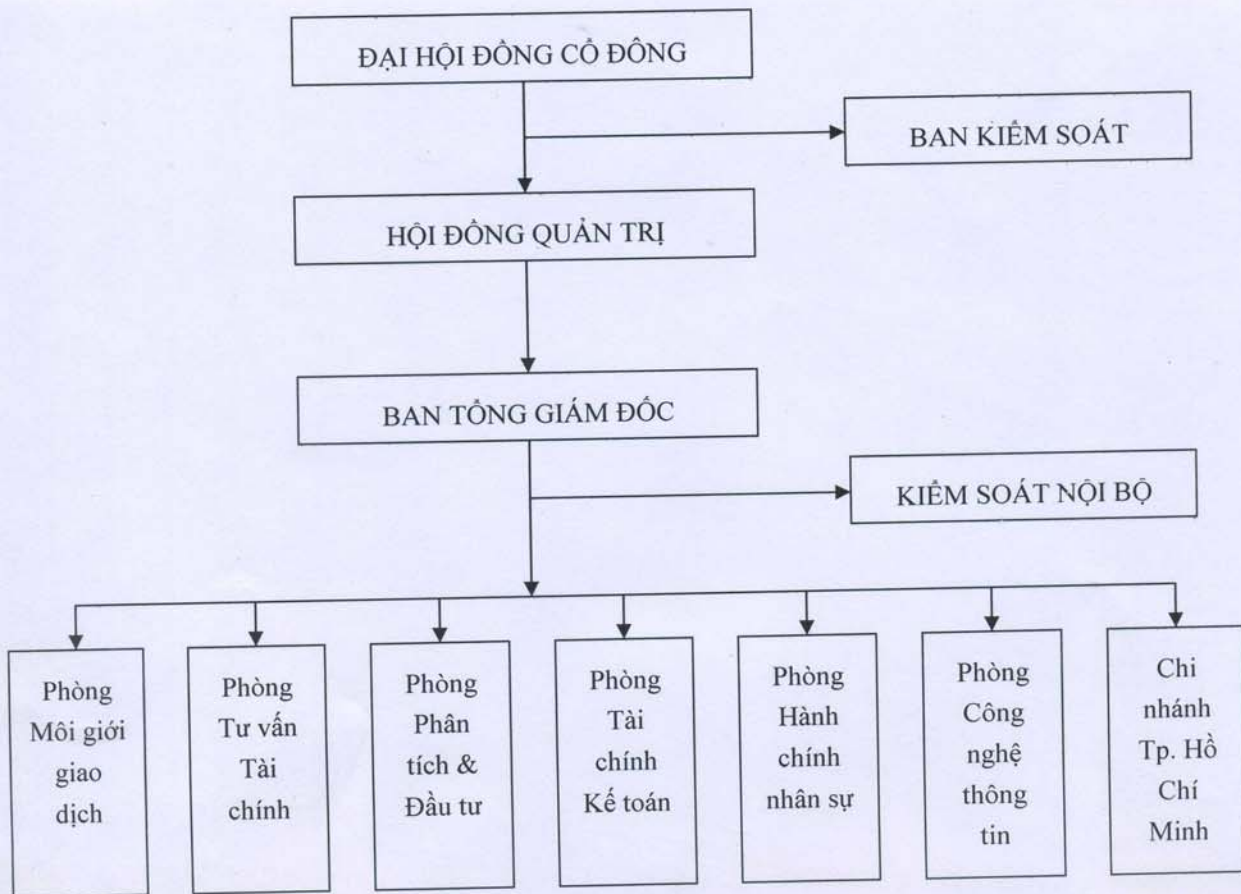 ĐẠI HỘI ĐỒNG CỔ ĐÔNG
BAN KIỂM SOÁT
HỘI ĐỒNG QUẢN TRỊ
BAN TỔNG GIÁM ĐỐC
KIỂM SOÁT NỘI BỘ
Phòng
Môi giới
giao
dịch
Phòng
Tư vấn
Tài
chính
Phòng
Phân
tích &
Đầu tư
Phòng
Tài
chính
Kế toán
Phòng
Hành
chính
nhân sự
Phòng
Công
nghệ
thông
tin
Chi
nhánh
Tp. Hồ
Chí
Minh